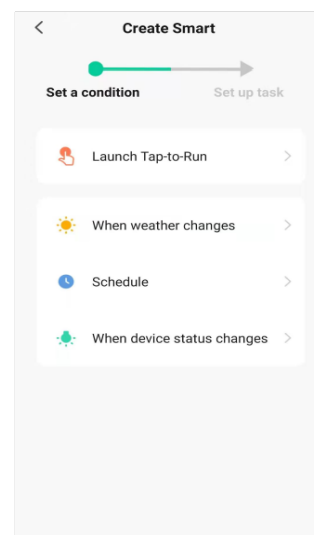 Create Smart
Set a condition
Set up task
Launch Tap-to-Run
When weather changes
Schedule
When device status changes